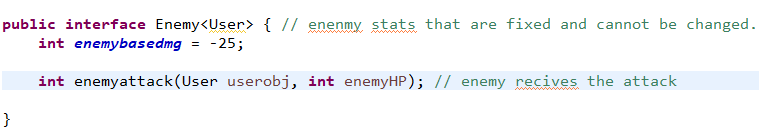 public interface Enemy<User> { // enenmy stats that are fixed and cannot be changed.
int enemybasedmg = -25;
int enemyattack(User userobj, int enemyHP); // enemy recives the attack
}